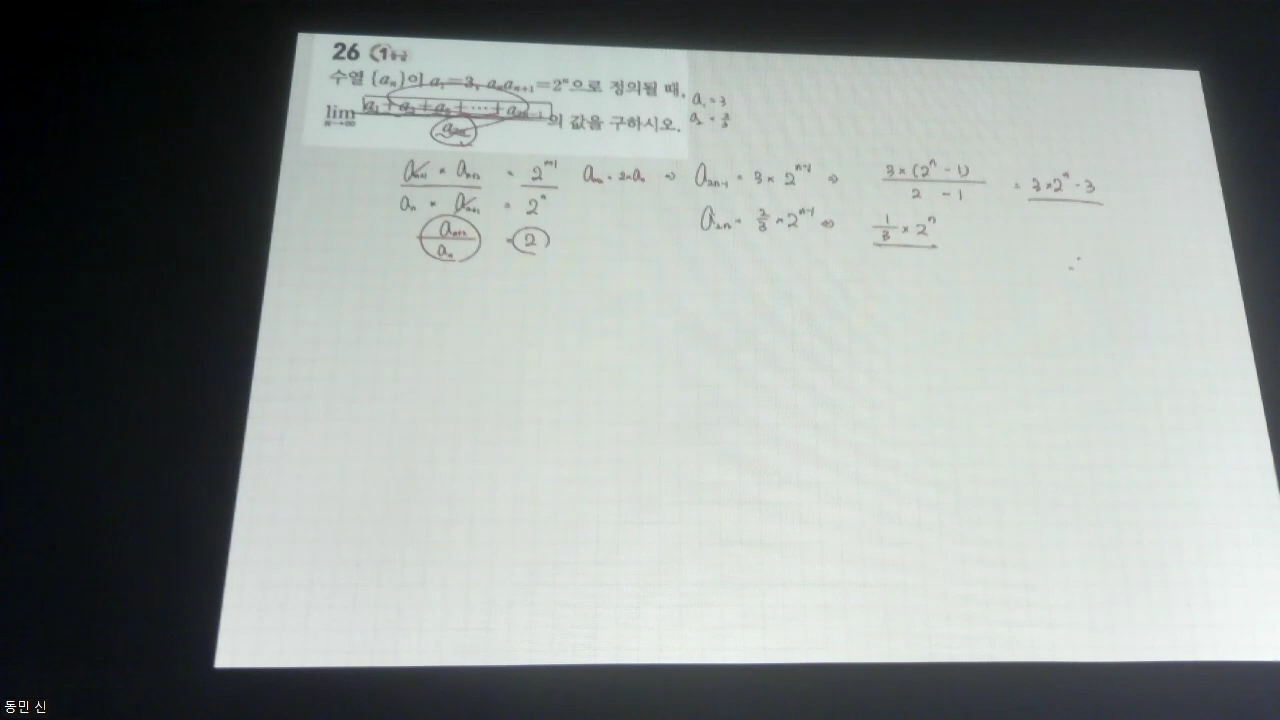 26 1등급
수열 {aₙ}이 a₁=3, aₙaₙ₊₁=2ⁿ으로 정의될 때,
lim n→∞ (a₁+a₂+a₃+⋯+a₂ₙ₋₁)/a₂ₙ 의 값을 구하시오.
a₁ = 3
a₂ = 2/3
aₙ₊₁ × aₙ₊₂ = 2ⁿ⁺¹
aₙ × aₙ₊₁ = 2ⁿ
aₙ₊₂/aₙ = 2
aₙ₊₂ = 2×aₙ ⇒ a₂ₙ₋₁ = 3 × 2ⁿ⁻¹ ⇒ 3×(2ⁿ-1)/(2-1) = 3×2ⁿ-3
a₂ₙ = 2/3 × 2ⁿ⁻¹ ⇒ 1/3 × 2ⁿ
동민 신